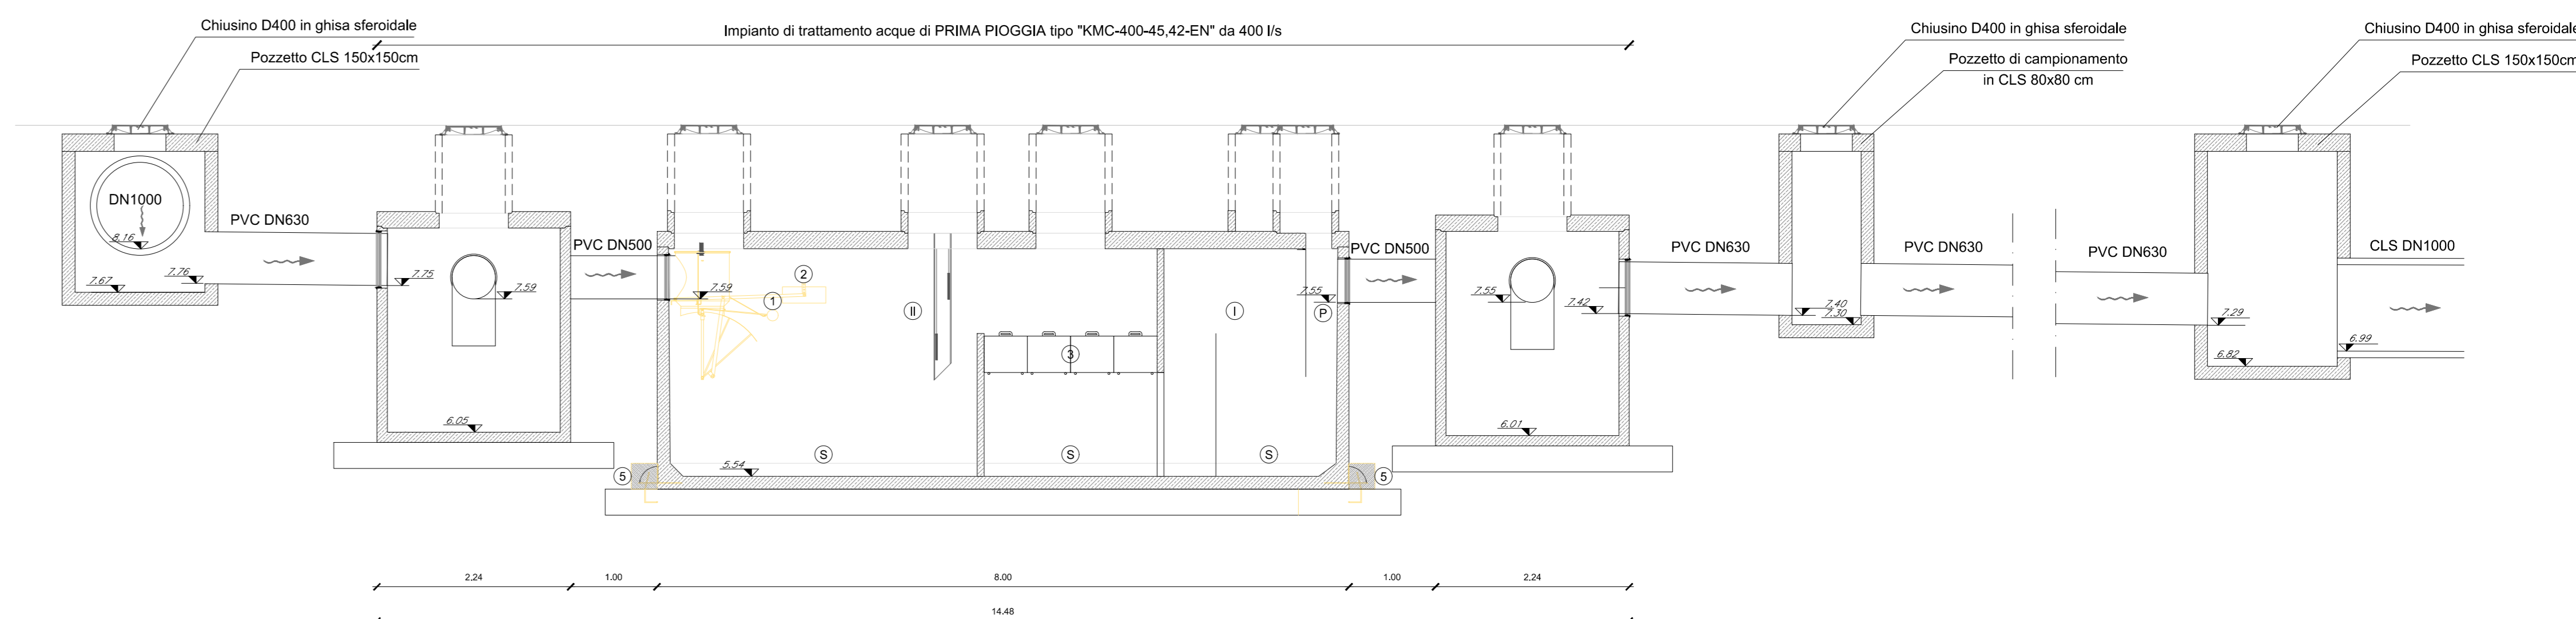 Chiusino D400 in ghisa sferoidale
Impianto di trattamento acque di PRIMA PIOGGIA tipo "KMC-400-45,42-EN" da 400 l/s
Chiusino D400 in ghisa sferoidale
Chiusino D400 in ghisa sferoidale
Pozzetto CLS 150x150cm
Pozzetto di campionamento
in CLS 80x80 cm
Pozzetto CLS 150x150cm
DN1000
PVC DN630
PVC DN500
PVC DN500
PVC DN630
PVC DN630
PVC DN630
CLS DN1000
8.16
7.67
7.76
7.75
7.59
7.59
1
2
II
3
I
7.55
P
7.55
7.42
7.40
7.30
7.29
6.99
6.82
6.05
6.01
S
S
S
5.54
5
5
2.24
1.00
8.00
1.00
2.24
14.48